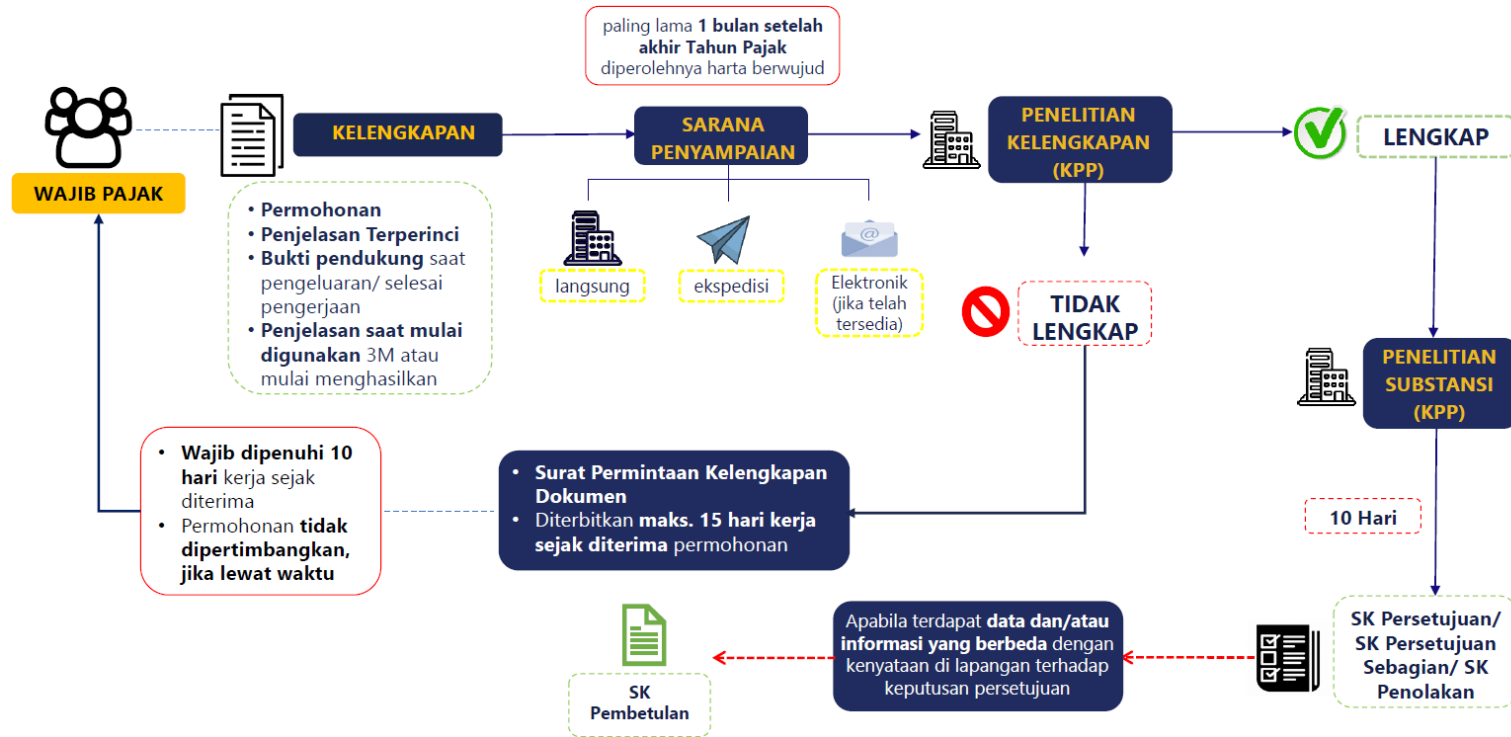 paling lama 1 bulan setelah
akhir Tahun Pajak
diperolehnya harta berwujud
WAJIB PAJAK
KELENGKAPAN
SARANA
PENYAMPAIAN
PENELITIAN
KELENGKAPAN
(KPP)
LENGKAP
• Permohonan
• Penjelasan Terperinci
• Bukti pendukung saat
pengeluaran/ selesai
pengerjaan
• Penjelasan saat mulai
digunakan 3M atau
mulai menghasilkan
langsung
ekspedisi
@
Elektronik
(jika telah
tersedia)
TIDAK
LENGKAP
PENELITIAN
SUBSTANSI
(KPP)
• Wajib dipenuhi 10
hari kerja sejak
diterima
• Permohonan tidak
dipertimbangkan,
jika lewat waktu
• Surat Permintaan Kelengkapan
Dokumen
• Diterbitkan maks. 15 hari kerja
sejak diterima permohonan
10 Hari
SK Persetujuan/
SK Persetujuan
Sebagian/ SK
Penolakan
Apabila terdapat data dan/atau
informasi yang berbeda dengan
kenyataan di lapangan terhadap
keputusan persetujuan
SK
Pembetulan